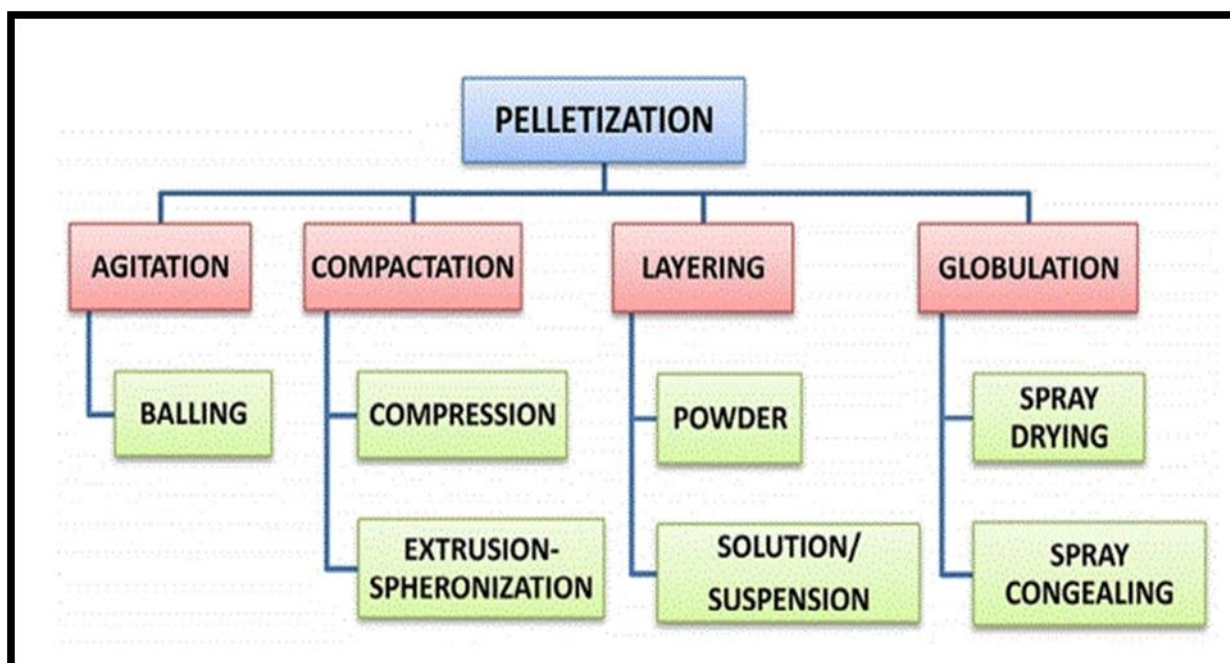 PELLETIZATION
AGITATION
COMPACTATION
LAYERING
GLOBULATION
BALLING
COMPRESSION
POWDER
SPRAY
DRYING
EXTRUSION-
SPHERONIZATION
SOLUTION/
SUSPENSION
SPRAY
CONGEALING